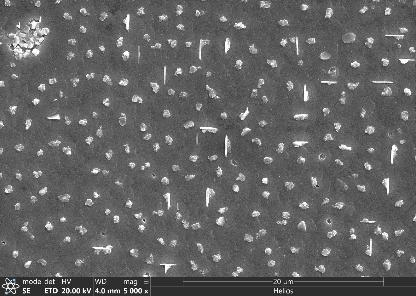 mode det HV WD mag ≡ 20 μm
SE ETD 20.00 kV 4.0 mm 5 000 x Helios